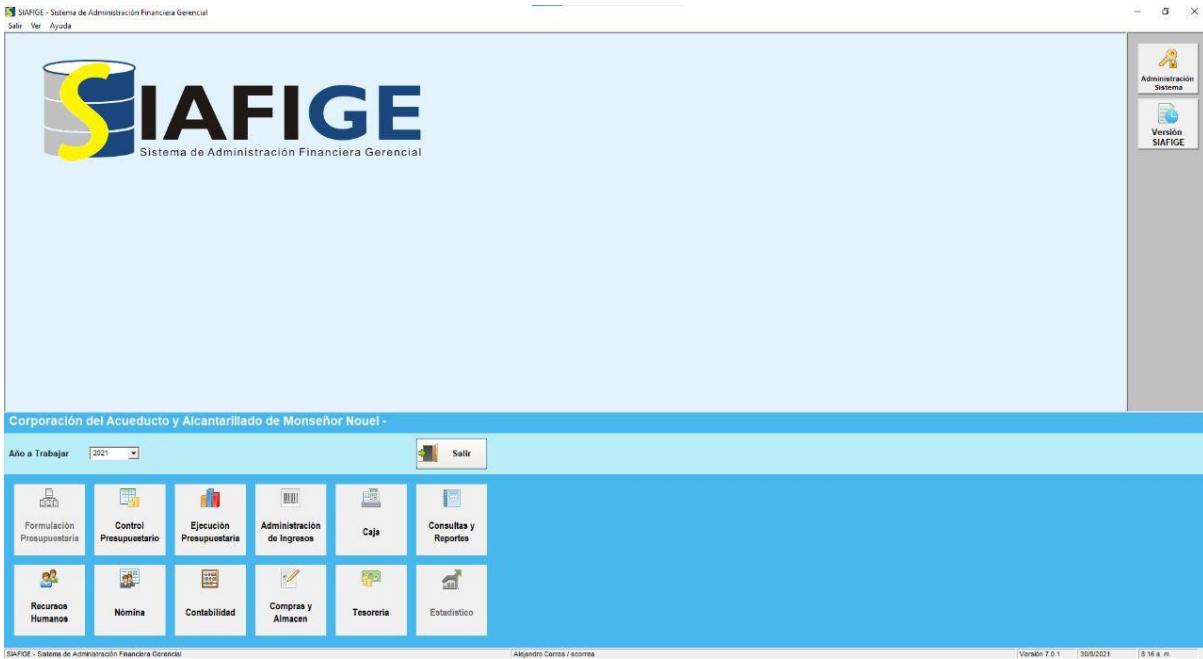 SIAFIGE - Sistema de Administración Financiera Gerencial
Salir Ver Ayuda
SIAFIGE
Sistema de Administración Financiera Gerencial
Administración
Sistema
Versión
SIAFIGE
Corporación del Acueducto y Alcantarillado de Monseñor Nouel -
Año a Trabajar 2021 Salir
Formulación
Presupuestaria
Control
Presupuestario
Ejecución
Presupuestaria
Administración
de Ingresos
Caja
Consultas y
Reportes
Recursos
Humanos
Nómina
Contabilidad
Compras y
Almacen
Tesoreria
Estadistico
SIAFIGE - Sistema de Administración Financiera Gerencial Alejandro Correa / acorrea Versión 7.0.1 30/8/2021 8:16 a. m.